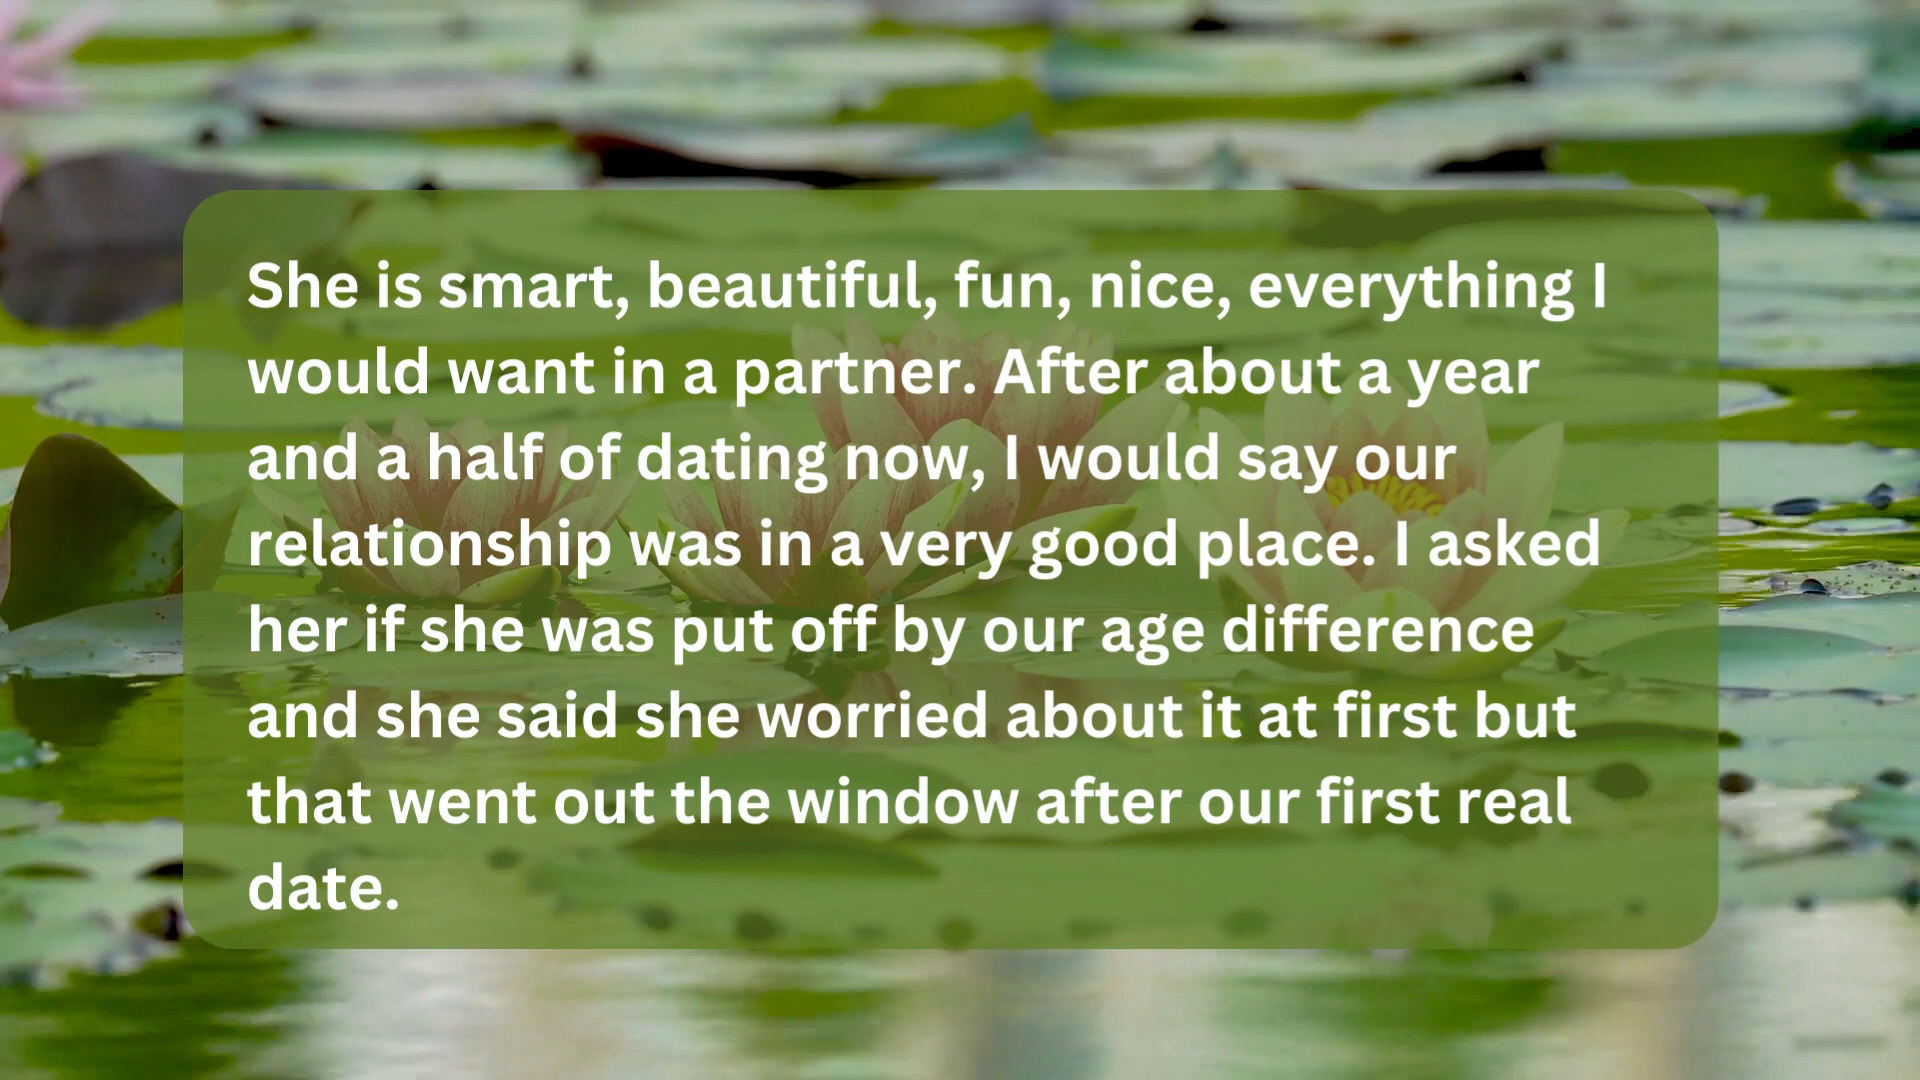 She is smart, beautiful, fun, nice, everything I
would want in a partner. After about a year
and a half of dating now, I would say our
relationship was in a very good place. I asked
her if she was put off by our age difference
and she said she worried about it at first but
that went out the window after our first real
date.